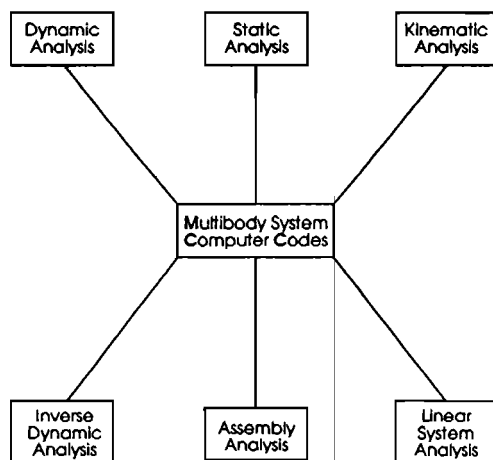 Dynamic
Analysis
Static
Analysis
Kinematic
Analysis
Multibody System
Computer Codes
Inverse
Dynamic
Analysis
Assembly
Analysis
Linear
System
Analysis